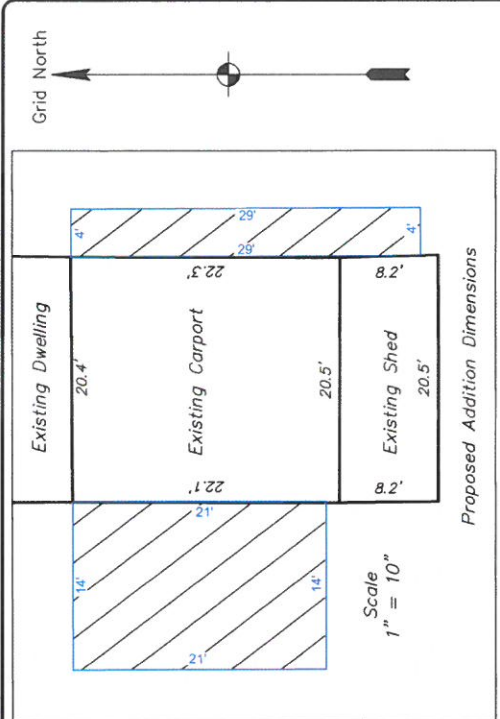 Grid North
Existing Dwelling
20.4'
4'
29'
29'
4'
22.3'
Existing Carport
22.1'
20.5'
8.2'
Existing Shed
8.2'
20.5'
21'
14'
14'
21'
Scale
1" = 10"
Proposed Addition Dimensions